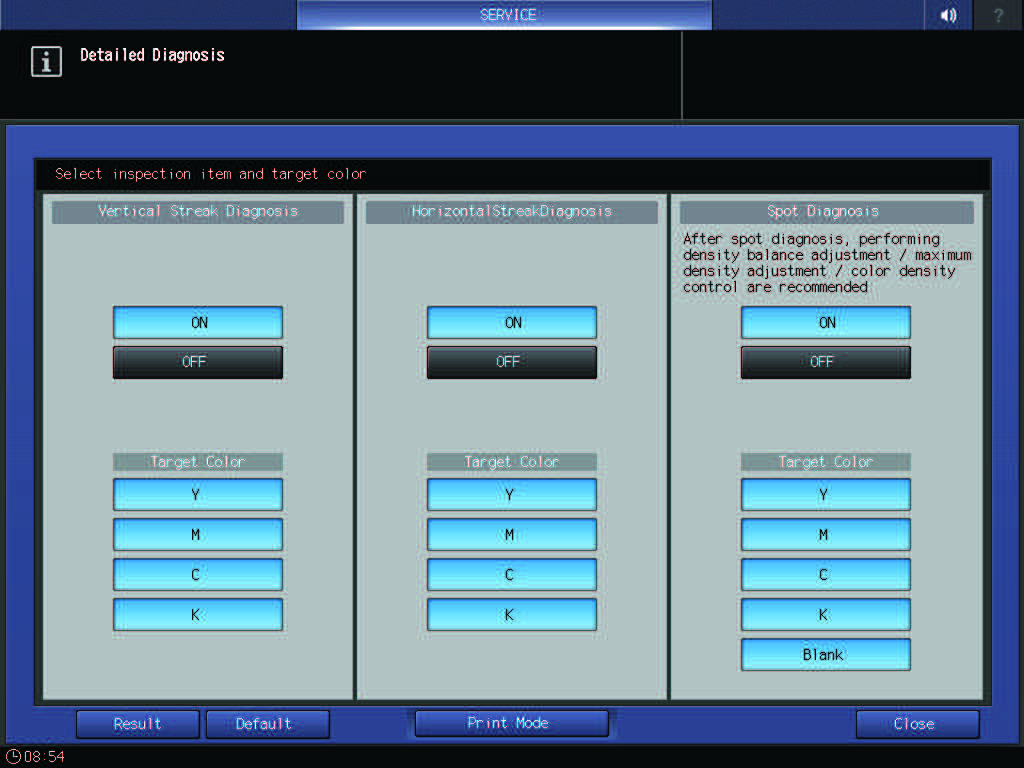 SERVICE
?
i
Detailed Diagnosis
Select inspection item and target color
Vertical Streak Diagnosis
ON
OFF
Target Color
Y
M
C
K
HorizontalStreakDiagnosis
ON
OFF
Target Color
Y
M
C
K
Spot Diagnosis
After spot diagnosis, performing
density balance adjustment / maximum
density adjustment / color density
control are recommended
ON
OFF
Target Color
Y
M
C
K
Blank
Result
Default
Print Mode
Close
08:54